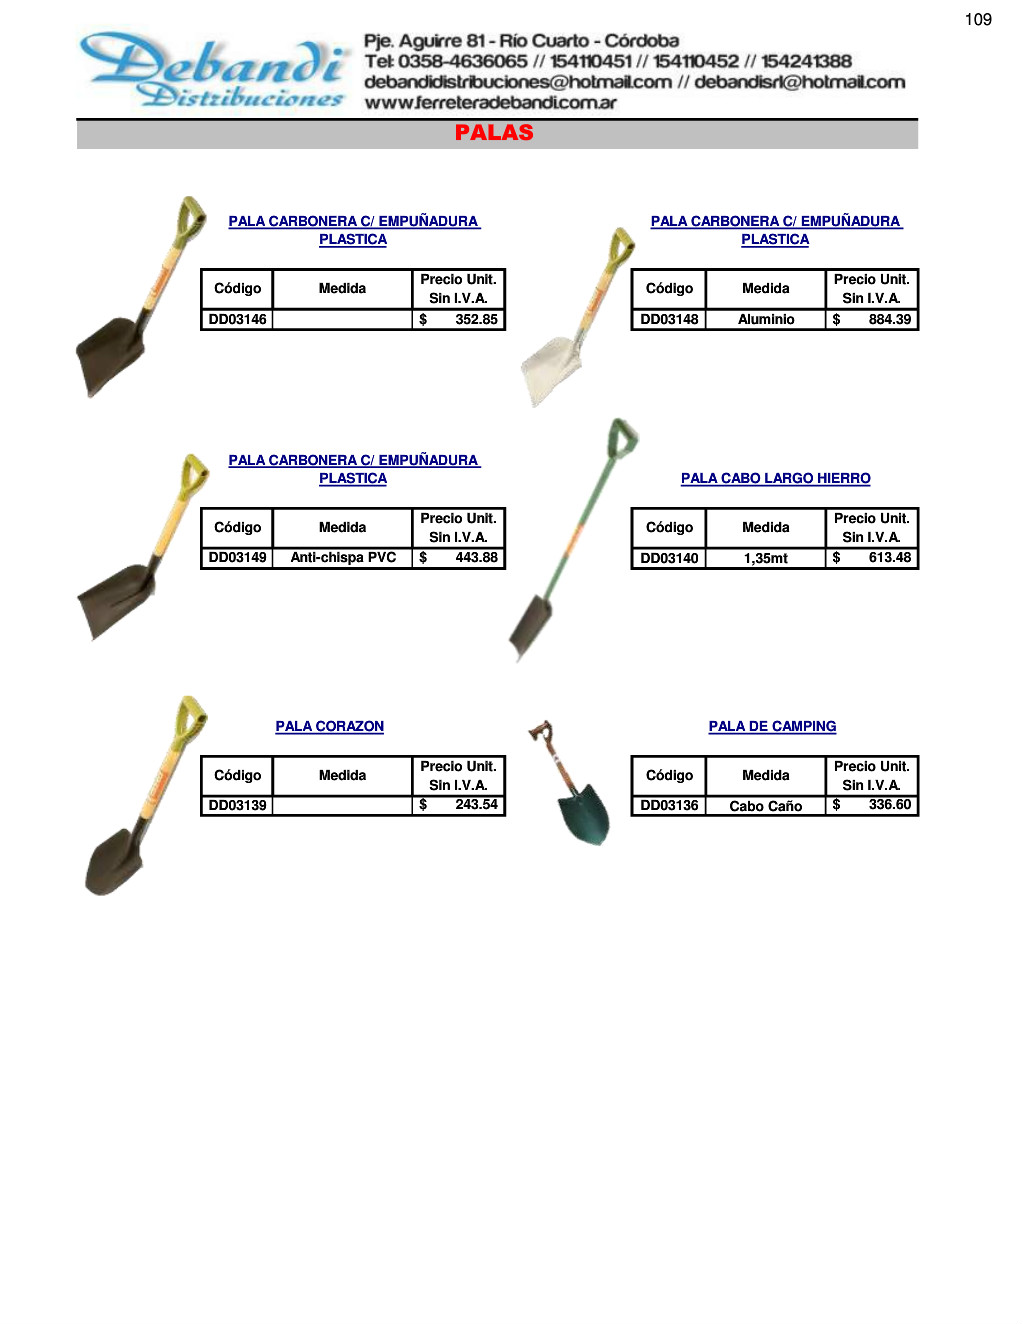 109
Debandi
Distribuciones
Pje. Aguirre 81 - Río Cuarto - Córdoba
Tel: 0358-4636065 // 154110451 // 154110452 // 154241388
debandidistribuciones@hotmail.com // debandisrl@hotmail.com
www.ferreteradebandi.com.ar
PALAS
PALA CARBONERA C/ EMPUÑADURA
PLASTICA
Código Medida Precio Unit. Sin I.V.A.
DD03146 $ 352.85
PALA CARBONERA C/ EMPUÑADURA
PLASTICA
Código Medida Precio Unit. Sin I.V.A.
DD03148 Aluminio $ 884.39
PALA CARBONERA C/ EMPUÑADURA
PLASTICA
Código Medida Precio Unit. Sin I.V.A.
DD03149 Anti-chispa PVC $ 443.88
PALA CABO LARGO HIERRO
Código Medida Precio Unit. Sin I.V.A.
DD03140 1,35mt $ 613.48
PALA CORAZON
Código Medida Precio Unit. Sin I.V.A.
DD03139 $ 243.54
PALA DE CAMPING
Código Medida Precio Unit. Sin I.V.A.
DD03136 Cabo Caño $ 336.60